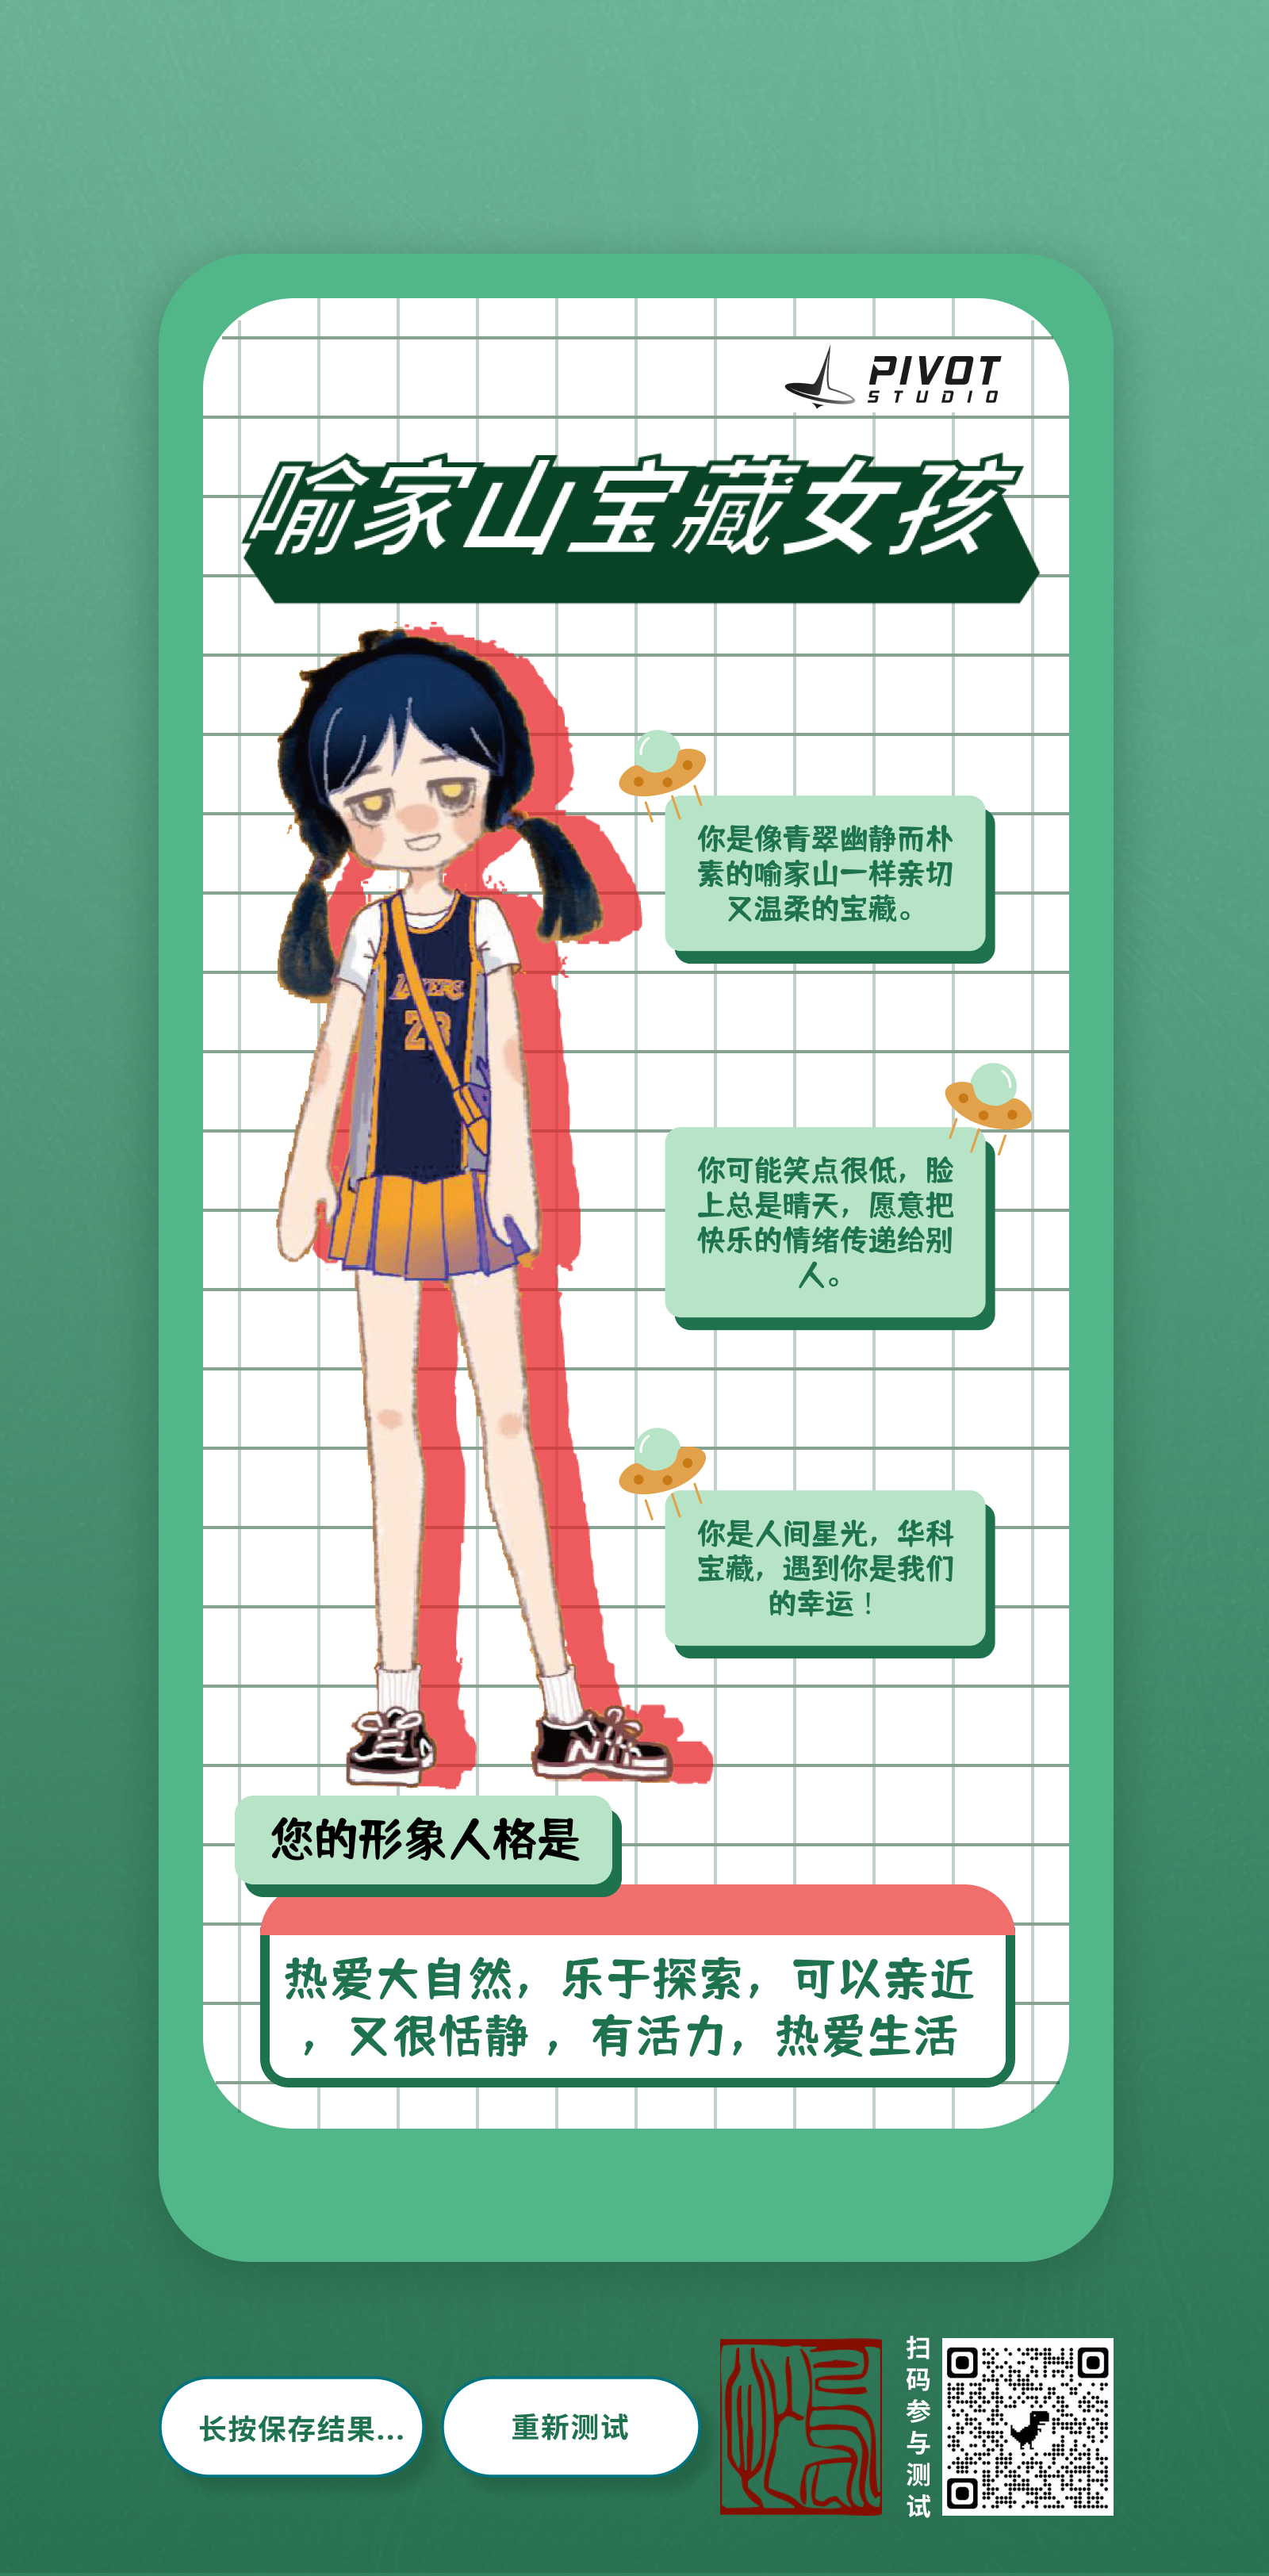 PIVOT
STUDIO
喻家山宝藏女孩
你是像青翠幽静而朴
素的喻家山一样亲切
又温柔的宝藏。
LAKERS
23
你可能笑点很低，脸
上总是晴天，愿意把
快乐的情绪传递给别
人。
你是人间星光，华科
宝藏，遇到你是我们
的幸运！
您的形象人格是
热爱大自然，乐于探索，可以亲近
，又很恬静 ，有活力，热爱生活
长按保存结果...
重新测试
扫码参与测试